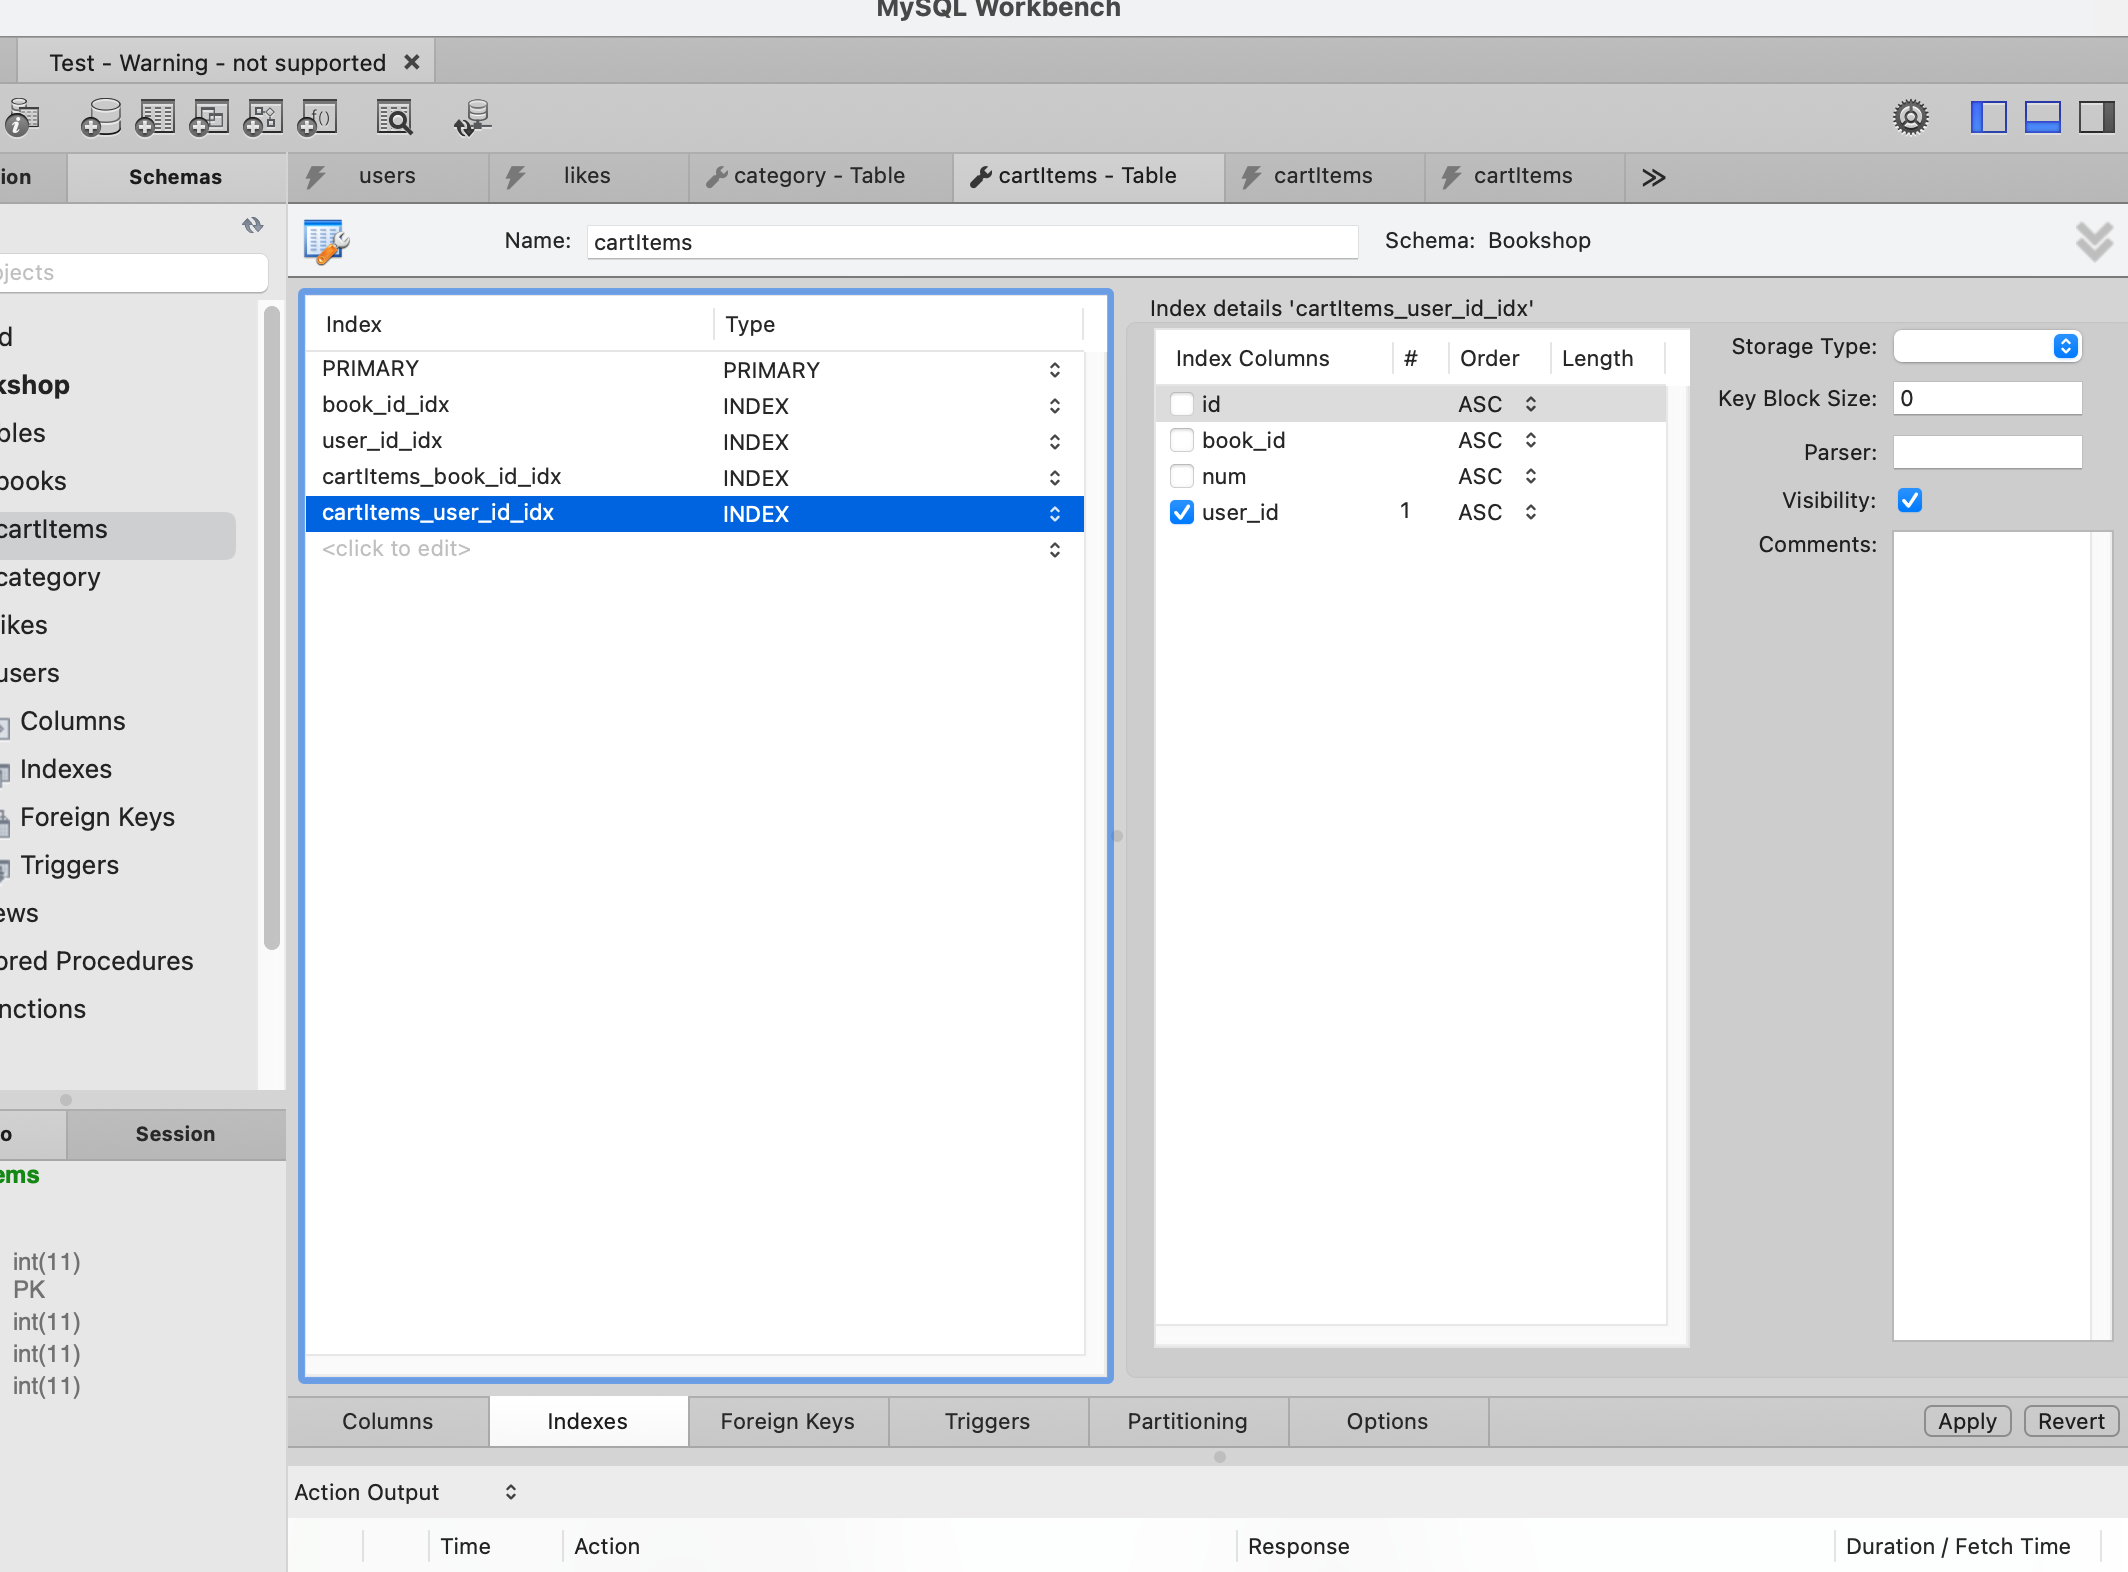 MySQL Workbench
Test - Warning - not supported
ion
Schemas
users
likes
category - Table
cartItems - Table
cartItems
cartItems
jects
Name:
cartItems
Schema: Bookshop
d
kshop
bles
books
cartItems
category
ikes
users
Columns
Indexes
Foreign Keys
Triggers
ews
ored Procedures
nctions
Index Type
PRIMARY PRIMARY
book_id_idx INDEX
user_id_idx INDEX
cartItems_book_id_idx INDEX
cartItems_user_id_idx INDEX
<click to edit>
Index details 'cartItems_user_id_idx'
Index Columns # Order Length
id ASC
book_id ASC
num ASC
user_id 1 ASC
Storage Type:
Key Block Size: 0
Parser:
Visibility:
Comments:
o
Session
ems
int(11)
PK
int(11)
int(11)
int(11)
Columns Indexes Foreign Keys Triggers Partitioning Options Apply Revert
Action Output
Time Action Response Duration / Fetch Time